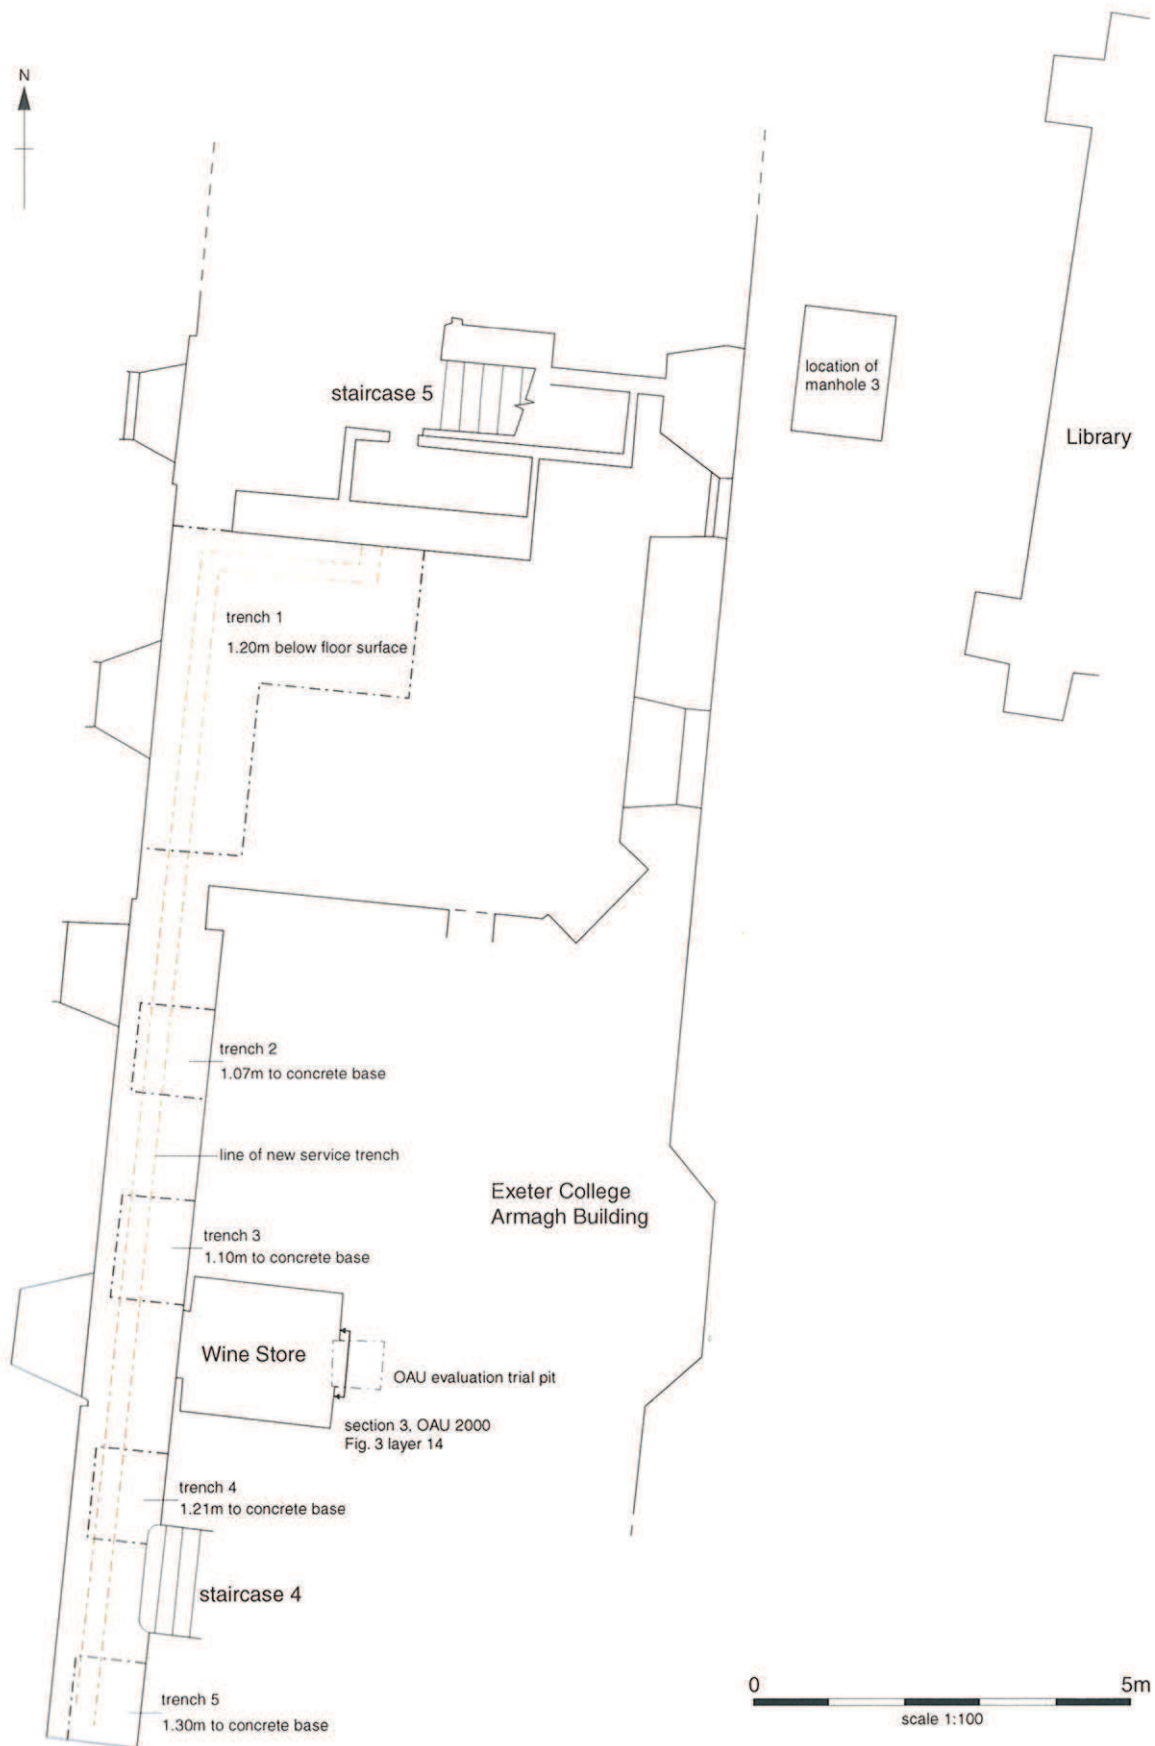 N
staircase 5
location of
manhole 3
Library
trench 1
1.20m below floor surface
trench 2
1.07m to concrete base
line of new service trench
Exeter College
Armagh Building
trench 3
1.10m to concrete base
Wine Store
OAU evaluation trial pit
section 3, OAU 2000
Fig. 3 layer 14
trench 4
1.21m to concrete base
staircase 4
trench 5
1.30m to concrete base
0 5m
scale 1:100